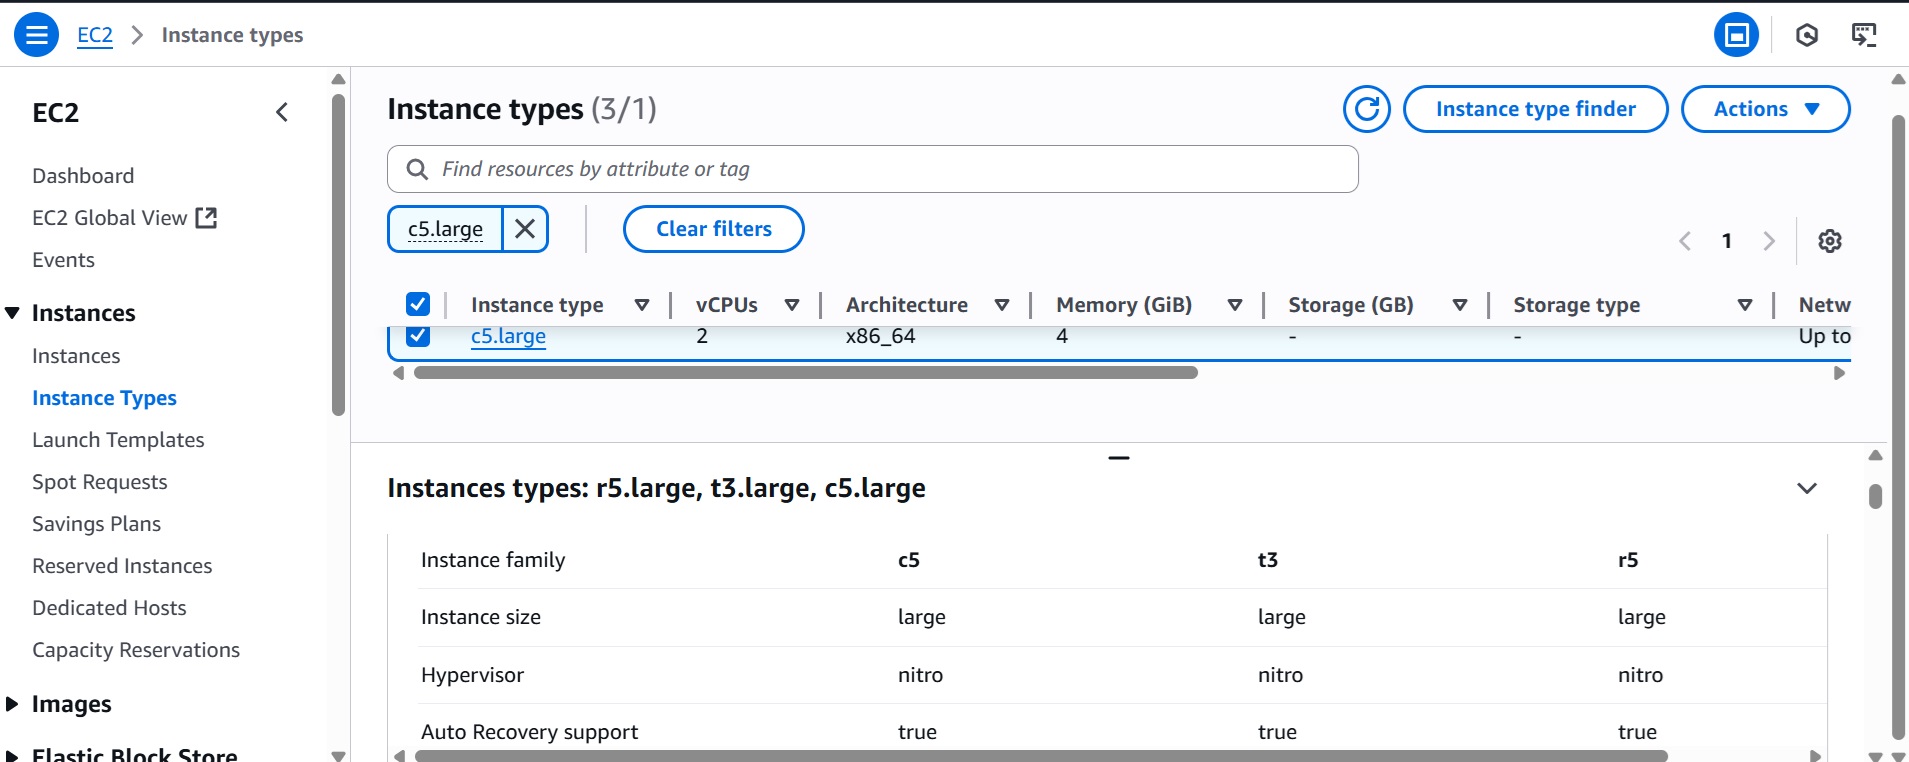 EC2 > Instance types
EC2
Dashboard
EC2 Global View
Events
Instances
Instances
Instance Types
Launch Templates
Spot Requests
Savings Plans
Reserved Instances
Dedicated Hosts
Capacity Reservations
Images
Elastic Block Store
Instance types (3/1)
Instance type finder
Actions
Find resources by attribute or tag
c5.large
Clear filters
1
Instance type vCPUs Architecture Memory (GiB) Storage (GB) Storage type Netw
c5.large 2 x86_64 4 - - Up to
Instances types: r5.large, t3.large, c5.large
Instance family c5 t3 r5
Instance size large large large
Hypervisor nitro nitro nitro
Auto Recovery support true true true